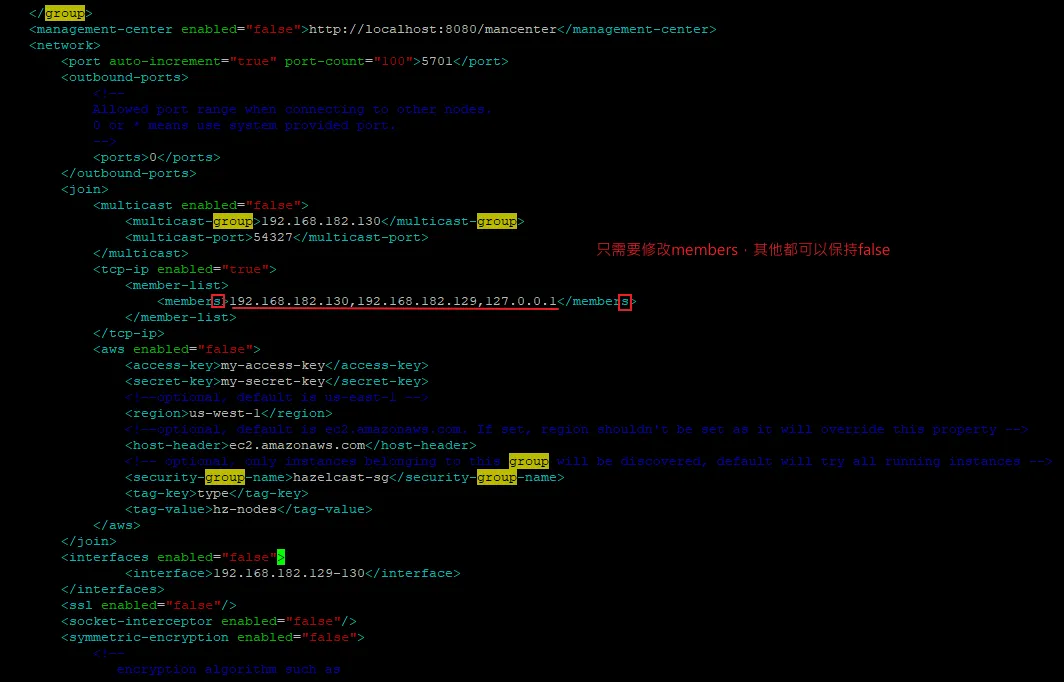 </group>
<management-center enabled="false">http://localhost:8080/mancenter</management-center>
<network>
<port auto-increment="true" port-count="100">5701</port>
<outbound-ports>
<!--
Allowed port range when connecting to other nodes.
0 or * means use system provided port.
-->
<ports>0</ports>
</outbound-ports>
<join>
<multicast enabled="false">
<multicast-group>192.168.182.130</multicast-group>
<multicast-port>54327</multicast-port>
</multicast>
只需要修改members，其他都可以保持false
<tcp-ip enabled="true">
<member-list>
<members>192.168.182.130,192.168.182.129,127.0.0.1</members>
</member-list>
</tcp-ip>
<aws enabled="false">
<access-key>my-access-key</access-key>
<secret-key>my-secret-key</secret-key>
<!--optional, default is us-east-1 -->
<region>us-west-1</region>
<!--optional, default is ec2.amazonaws.com. If set, region shouldn't be set as it will override this property -->
<host-header>ec2.amazonaws.com</host-header>
<!-- optional, only instances belonging to this group will be discovered, default will try all running instances -->
<security-group-name>hazelcast-sg</security-group-name>
<tag-key>type</tag-key>
<tag-value>hz-nodes</tag-value>
</aws>
</join>
<interfaces enabled="false">
<interface>192.168.182.129-130</interface>
</interfaces>
<ssl enabled="false"/>
<socket-interceptor enabled="false"/>
<symmetric-encryption enabled="false">
<!--
encryption algorithm such as